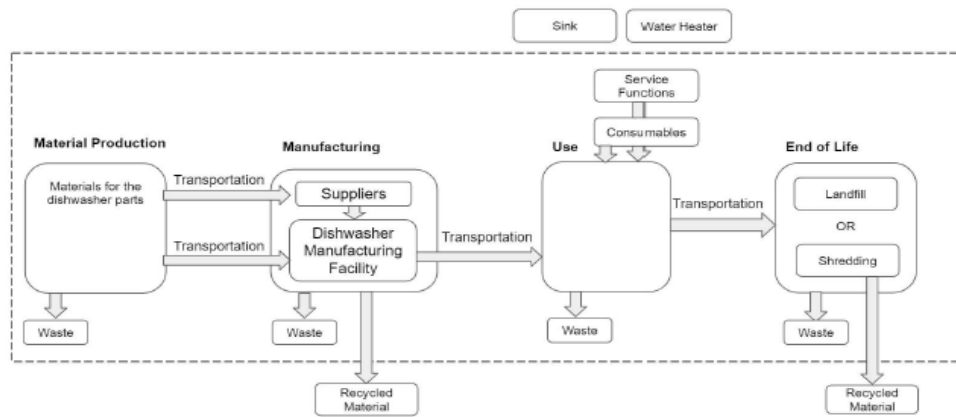 Sink
Water Heater
Service
Functions
Consumables
Material Production
Manufacturing
Use
End of Life
Materials for the
dishwasher parts
Transportation
Suppliers
Transportation
Landfill
OR
Transportation
Dishwasher
Manufacturing
Facility
Transportation
Shredding
Waste
Waste
Waste
Waste
Recycled
Material
Recycled
Material